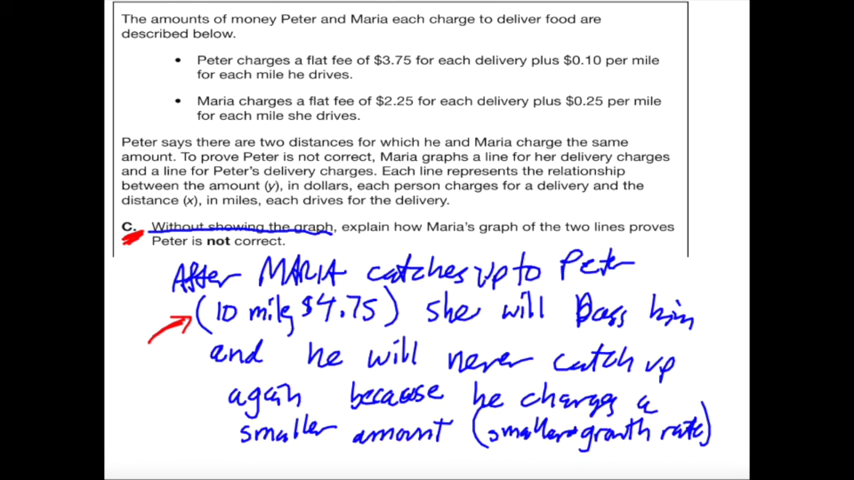 The amounts of money Peter and Maria each charge to deliver food are
described below.
• Peter charges a flat fee of $3.75 for each delivery plus $0.10 per mile
for each mile he drives.
• Maria charges a flat fee of $2.25 for each delivery plus $0.25 per mile
for each mile she drives.
Peter says there are two distances for which he and Maria charge the same
amount. To prove Peter is not correct, Maria graphs a line for her delivery charges
and a line for Peter's delivery charges. Each line represents the relationship
between the amount (y), in dollars, each person charges for a delivery and the
distance (x), in miles, each drives for the delivery.
C. Without showing the graph, explain how Maria's graph of the two lines proves
Peter is not correct.
After MARIA catches up to Peter
(10 mile, $4.75) she will pass him
and he will never catch up
again because he charges a
smaller amount (smaller growth rate)